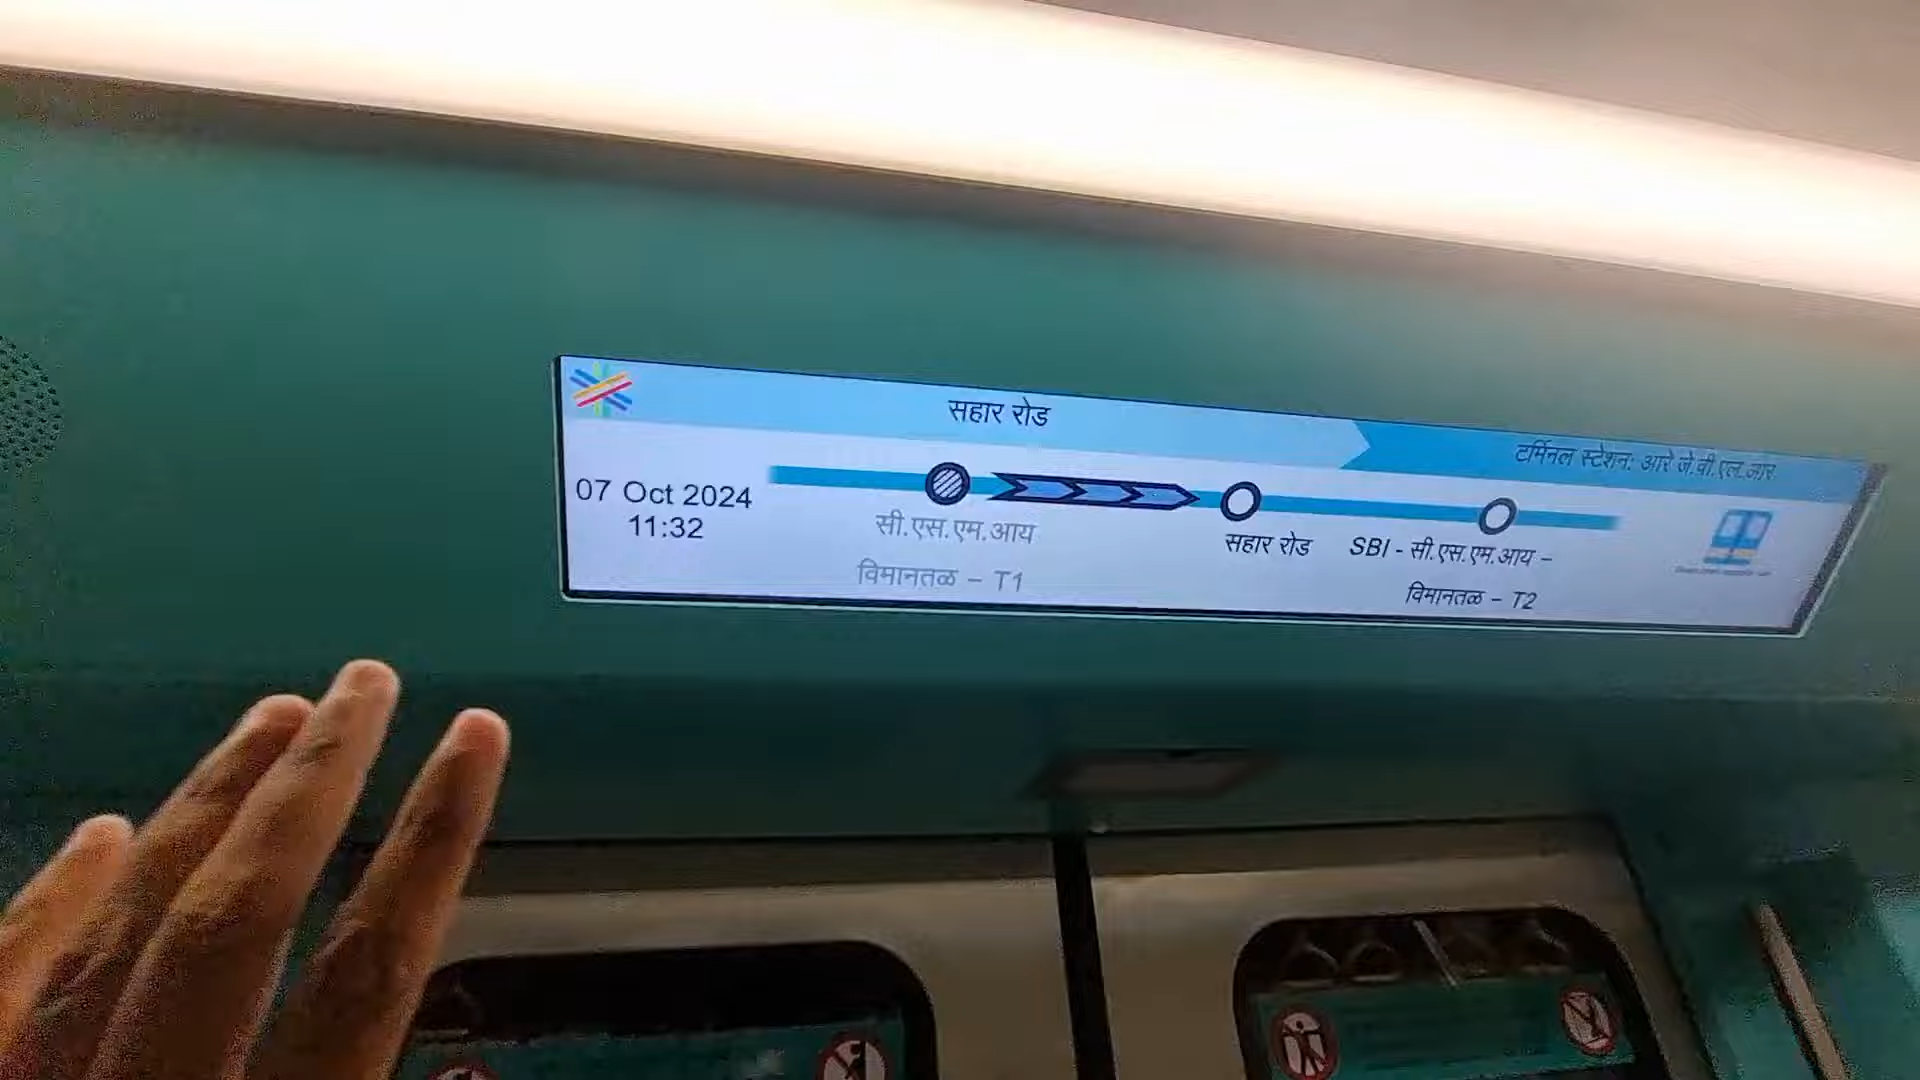 सहार रोड
टर्मिनल स्टेशन: आरे जे.वी.एल.आर
07 Oct 2024
11:32
सी.एस.एम.आय
विमानतळ – T1
सहार रोड
SBI - सी.एस.एम.आय –
विमानतळ – T2